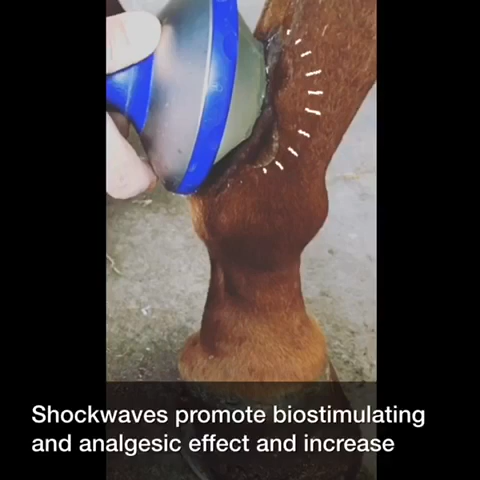 Shockwaves promote biostimulating
and analgesic effect and increase